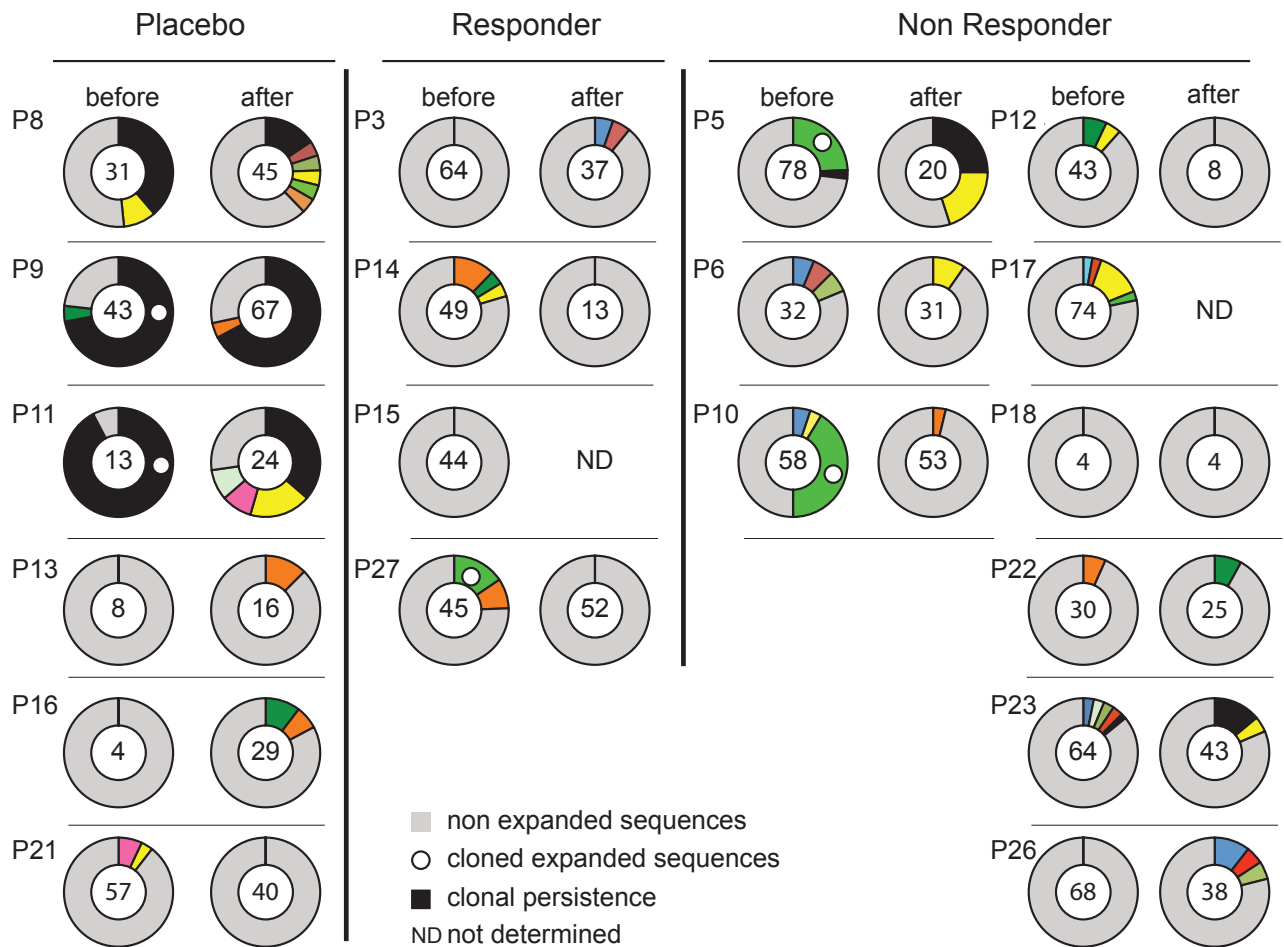 Placebo Responder Non Responder
before after before after before after before after
P8 31 45 P3 64 37 P5 78 20 P12 43 8
P9 43 67 P14 49 13 P6 32 31 P17 74 ND
P11 13 24 P15 44 ND P10 58 53 P18 4 4
P13 8 16 P27 45 52 P22 30 25
P16 4 29 P23 64 43
P21 57 40 P26 68 38
non expanded sequences
cloned expanded sequences
clonal persistence
ND not determined